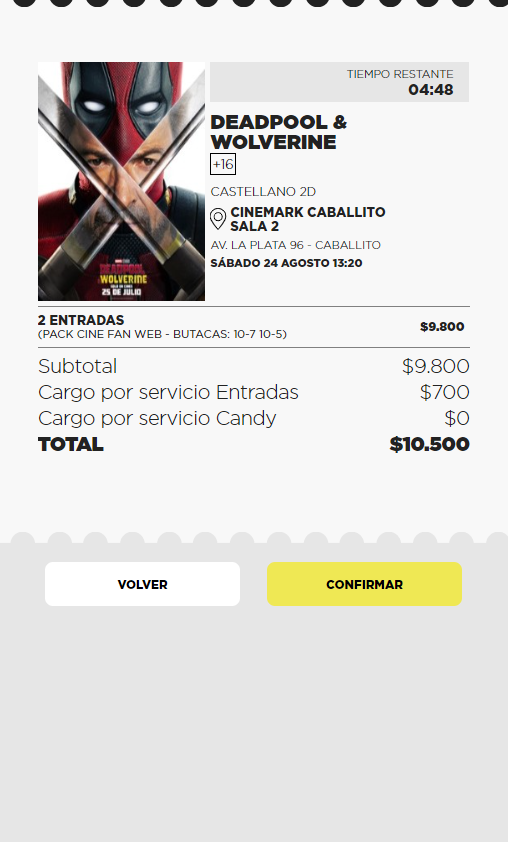 TIEMPO RESTANTE
04:48
DEADPOOL &
WOLVERINE
+16
CASTELLANO 2D
CINEMARK CABALLITO
SALA 2
AV. LA PLATA 96 - CABALLITO
SÁBADO 24 AGOSTO 13:20
DEADPOOL
WOLVERINE
25 DE JULIO
2 ENTRADAS
(PACK CINE FAN WEB - BUTACAS: 10-7 10-5)
$9.800
Subtotal $9.800
Cargo por servicio Entradas $700
Cargo por servicio Candy $0
TOTAL $10.500
VOLVER
CONFIRMAR